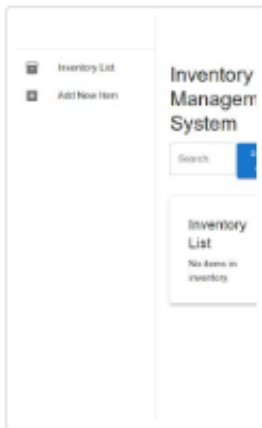 Inventory List
Add New Item
Inventory
Managem
System
Search
Inventory
List
No items in
inventory.